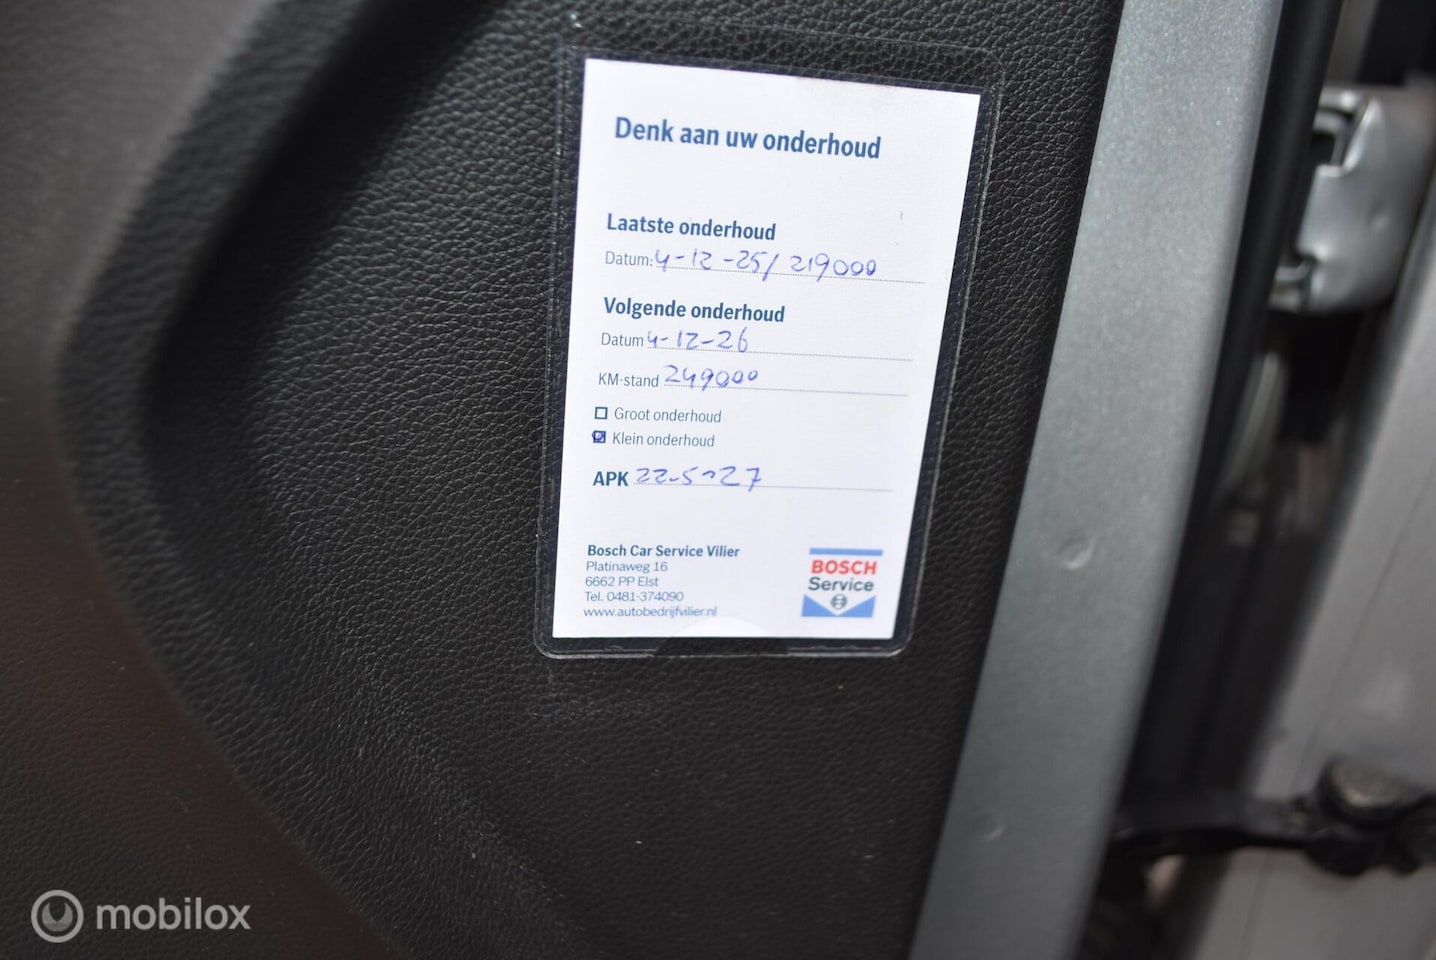 Denk aan uw onderhoud
Laatste onderhoud
Datum: 4-12-25/ 219000
Volgende onderhoud
Datum 4-12-26
KM-stand 249000
Groot onderhoud
Klein onderhoud
APK 22-5-27
Bosch Car Service Vilier
Platinaweg 16
6662 PP Elst
Tel. 0481-374090
www.autobedrijfvilier.nl
BOSCH
Service
mobilox